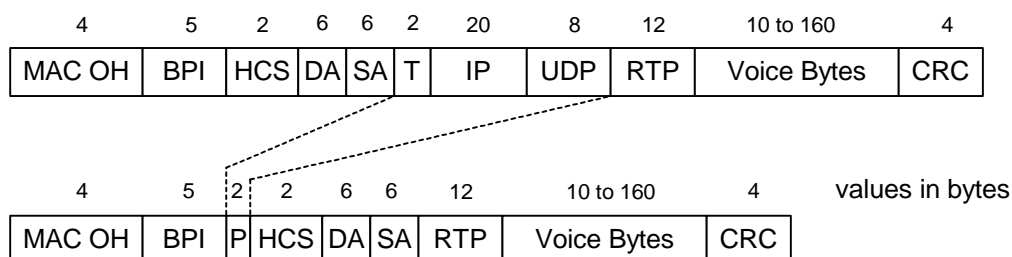 4 5 2 6 6 2 20 8 12 10 to 160 4
MAC OH BPI HCS DA SA T IP UDP RTP Voice Bytes CRC
4 5 2 2 6 6 12 10 to 160 4 values in bytes
MAC OH BPI P HCS DA SA RTP Voice Bytes CRC